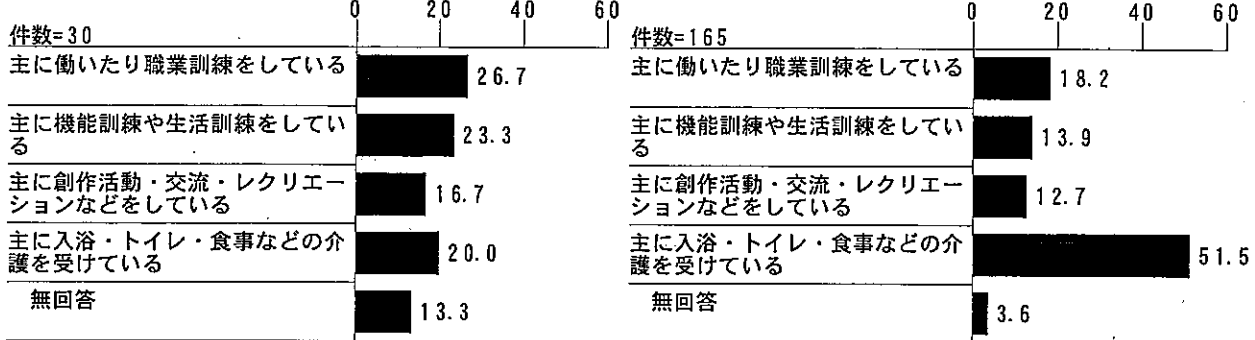 0 20 40 60
件数=30
主に働いたり職業訓練をしている
26.7
主に機能訓練や生活訓練をしてい
る
23.3
主に創作活動・交流・レクリエー
ションなどをしている
16.7
主に入浴・トイレ・食事などの介
護を受けている
20.0
無回答
13.3
0 20 40 60
件数=165
主に働いたり職業訓練をしている
18.2
主に機能訓練や生活訓練をしてい
る
13.9
主に創作活動・交流・レクリエー
ションなどをしている
12.7
主に入浴・トイレ・食事などの介
護を受けている
51.5
無回答
3.6